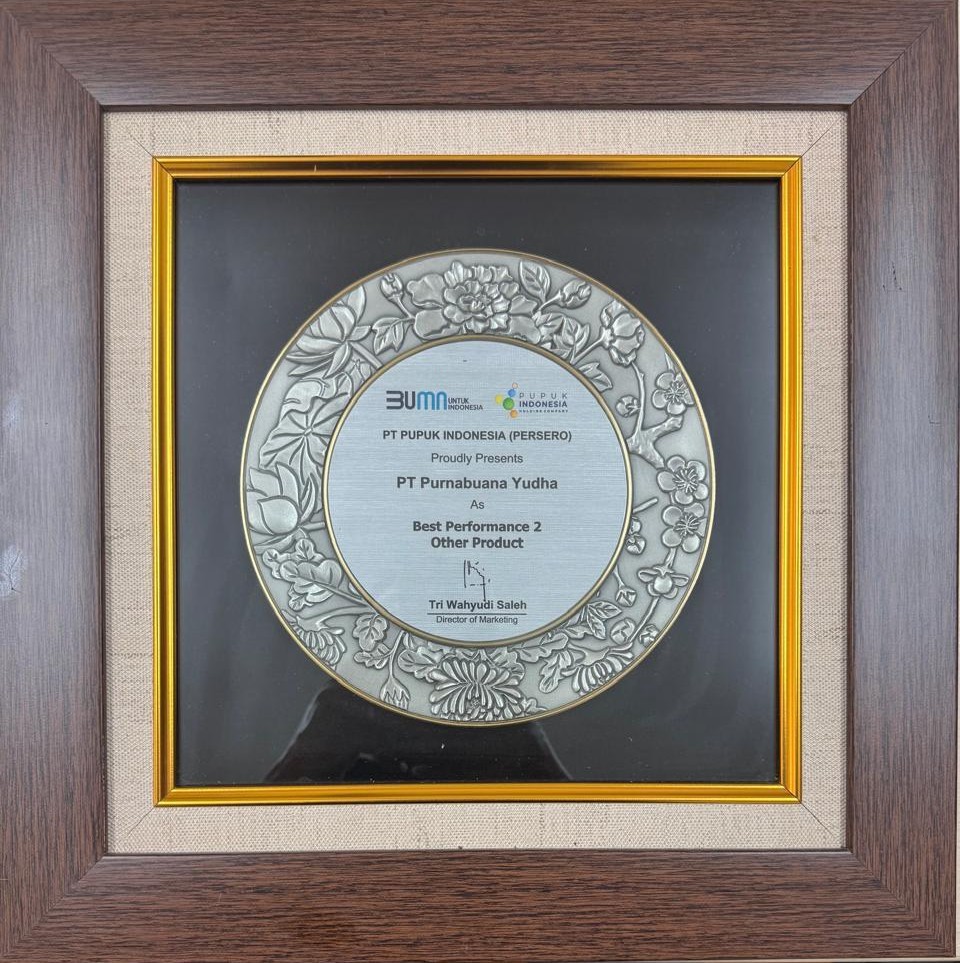 BUMN UNTUK INDONESIA
PUPUK INDONESIA HOLDING COMPANY
PT PUPUK INDONESIA (PERSERO)
Proudly Presents
PT Purnabuana Yudha
As
Best Performance 2
Other Product
Tri Wahyudi Saleh
Director of Marketing